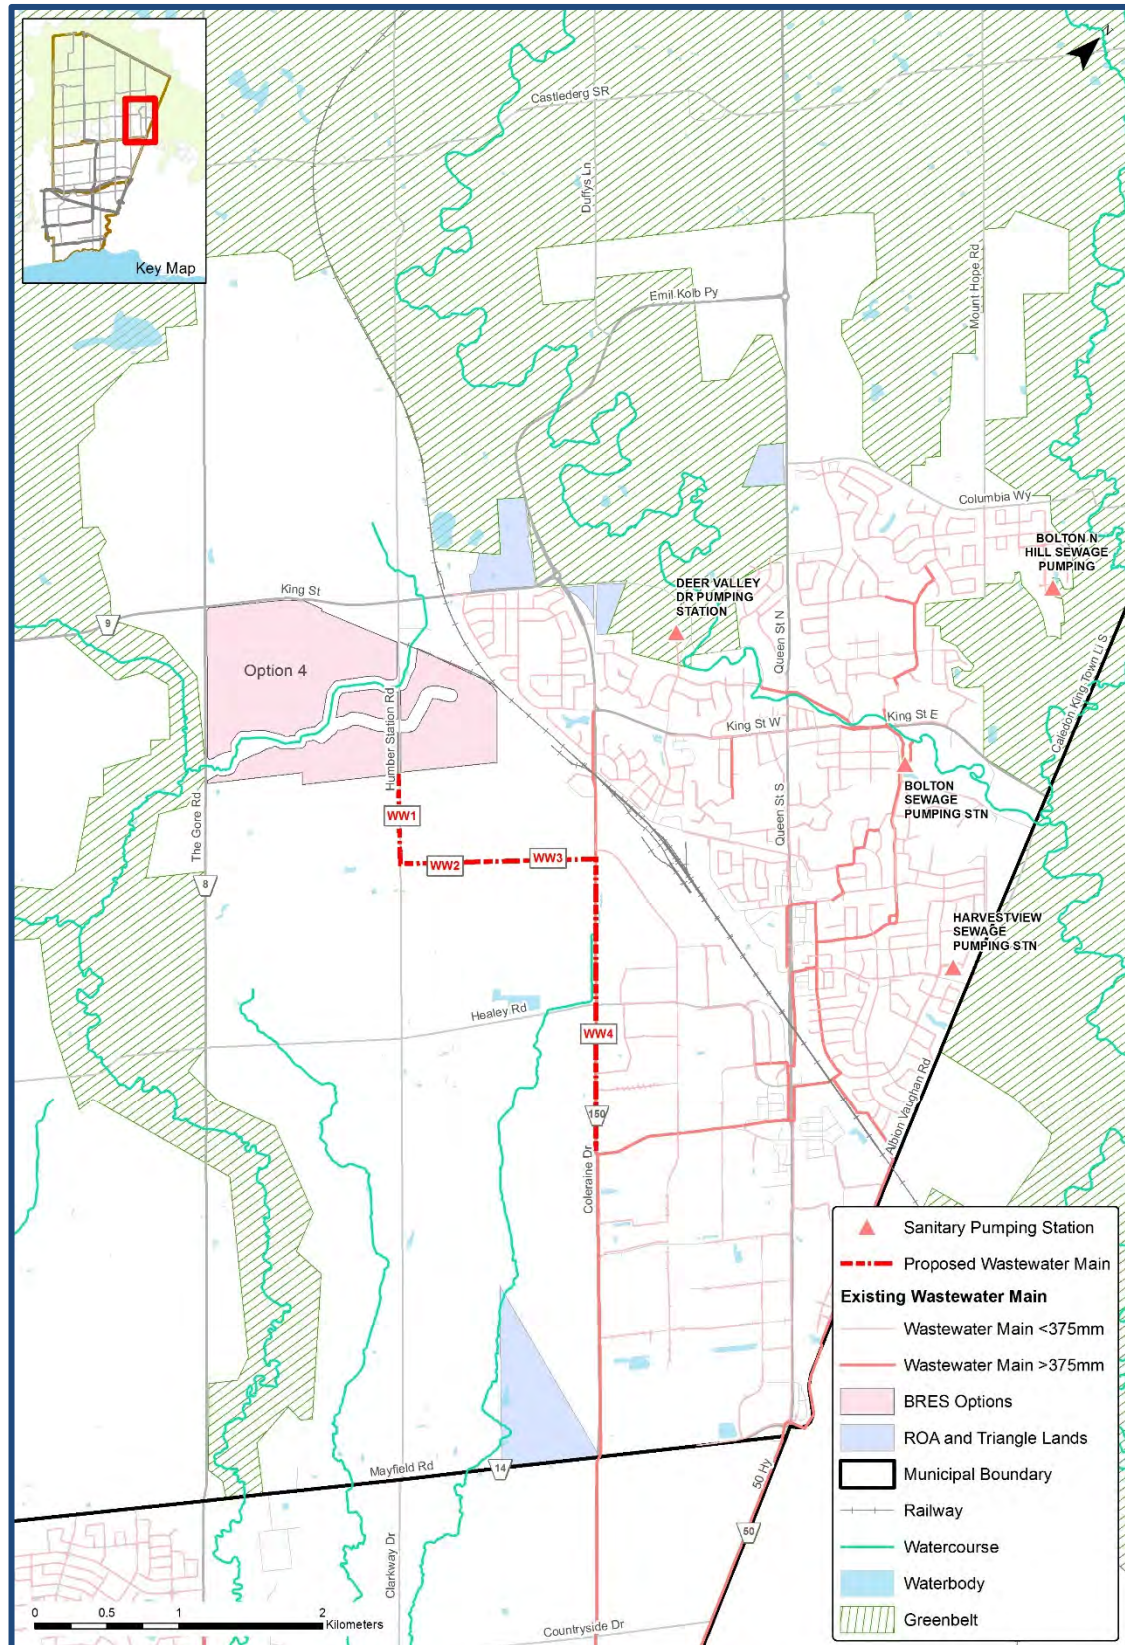 Key Map
N
Castlederg SR
Duffys Ln
Mount Hope Rd
Emil Kolb Py
Columbia Wy
BOLTON N
HILL SEWAGE
PUMPING
DEER VALLEY
DR PUMPING
STATION
King St
9
Queen St N
Option 4
Humber Station Rd
King St W
King St E
Caledon King Town Li S
BOLTON
SEWAGE
PUMPING STN
The Gore Rd
Queen St S
WW1
WW2
WW3
8
HARVESTVIEW
SEWAGE
PUMPING STN
Healey Rd
WW4
150
Albion Vaughan Rd
Coleraine Dr
Mayfield Rd
14
50 Hy
50
Clarkway Dr
Countryside Dr
0 0.5 1 2
Kilometers
Sanitary Pumping Station
Proposed Wastewater Main
Existing Wastewater Main
Wastewater Main <375mm
Wastewater Main >375mm
BRES Options
ROA and Triangle Lands
Municipal Boundary
Railway
Watercourse
Waterbody
Greenbelt